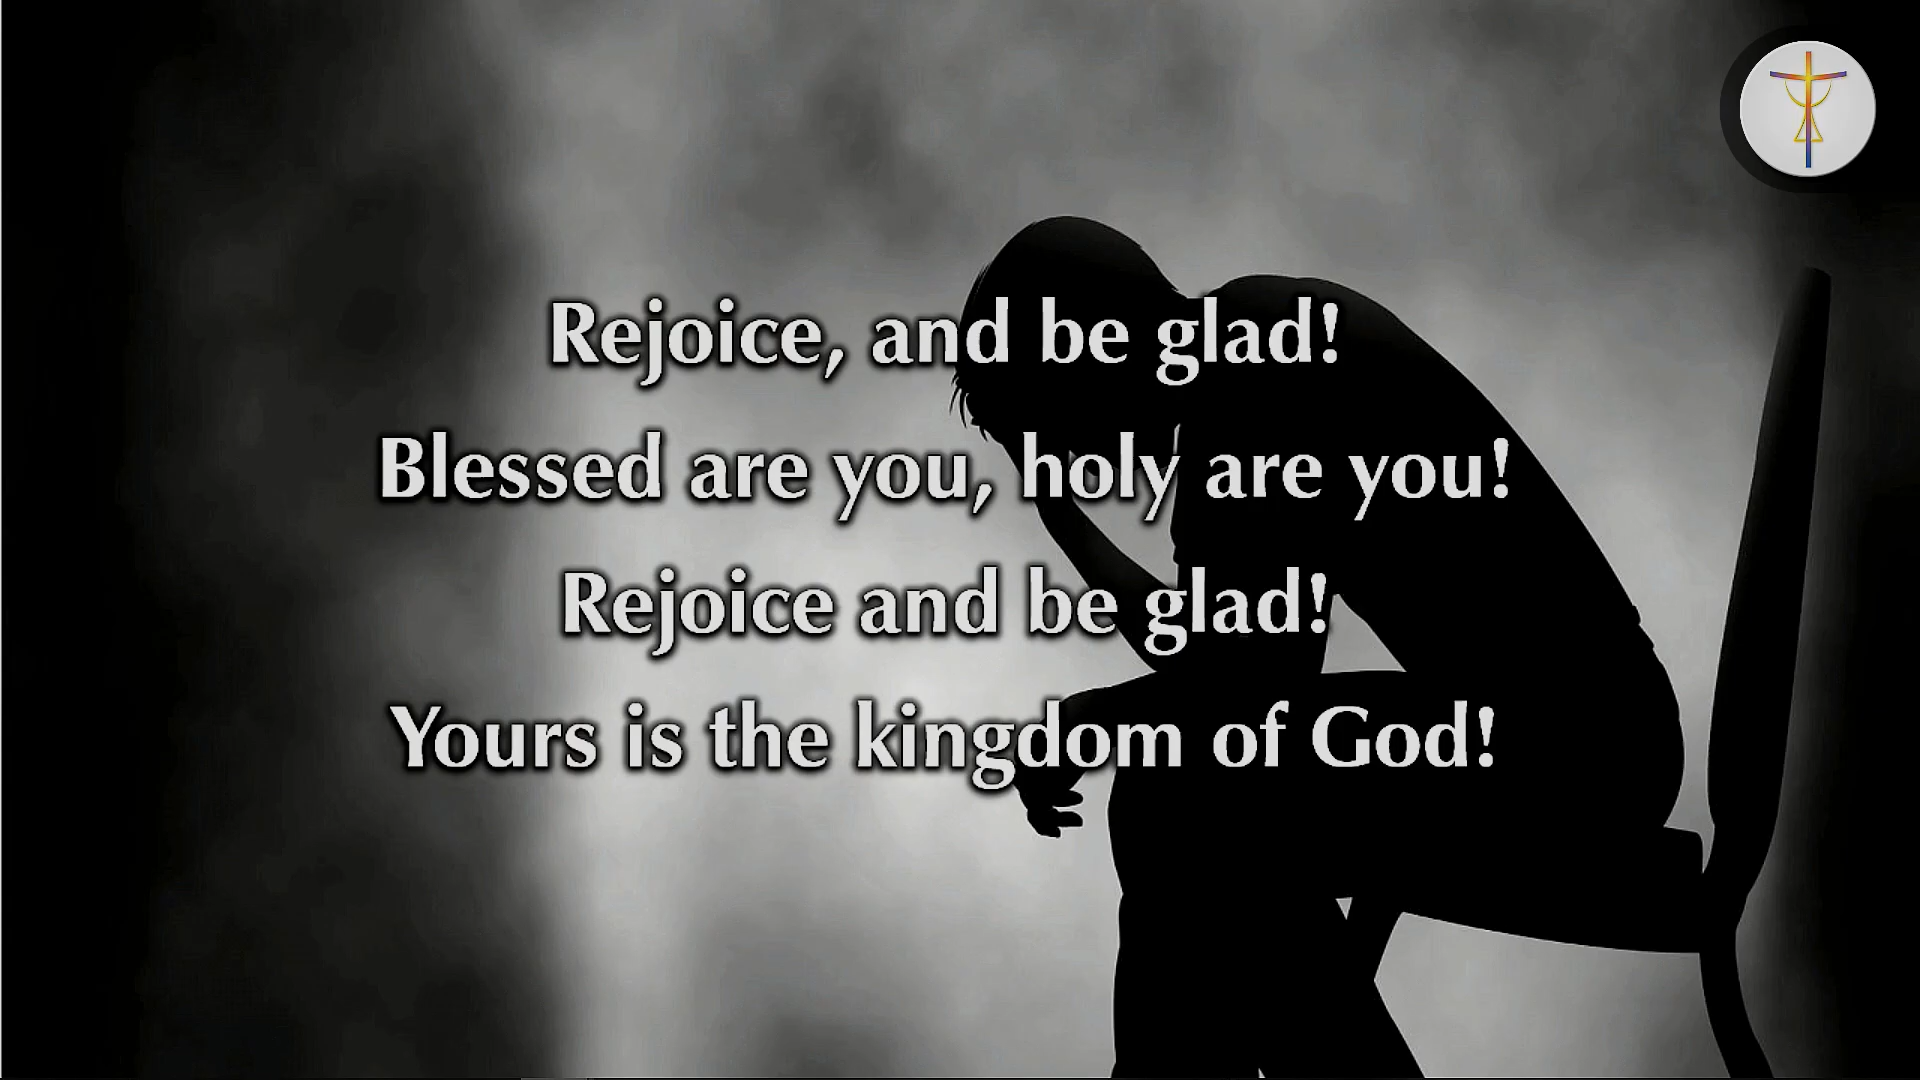 Rejoice, and be glad!
Blessed are you, holy are you!
Rejoice and be glad!
Yours is the kingdom of God!